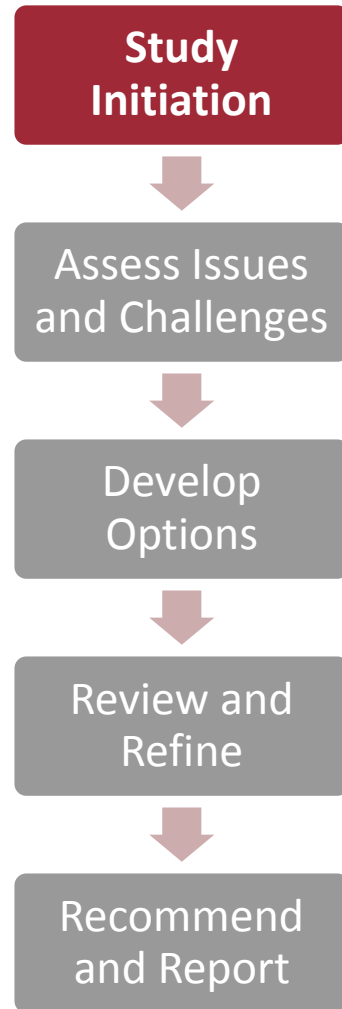 Study
Initiation
Assess Issues
and Challenges
Develop
Options
Review and
Refine
Recommend
and Report